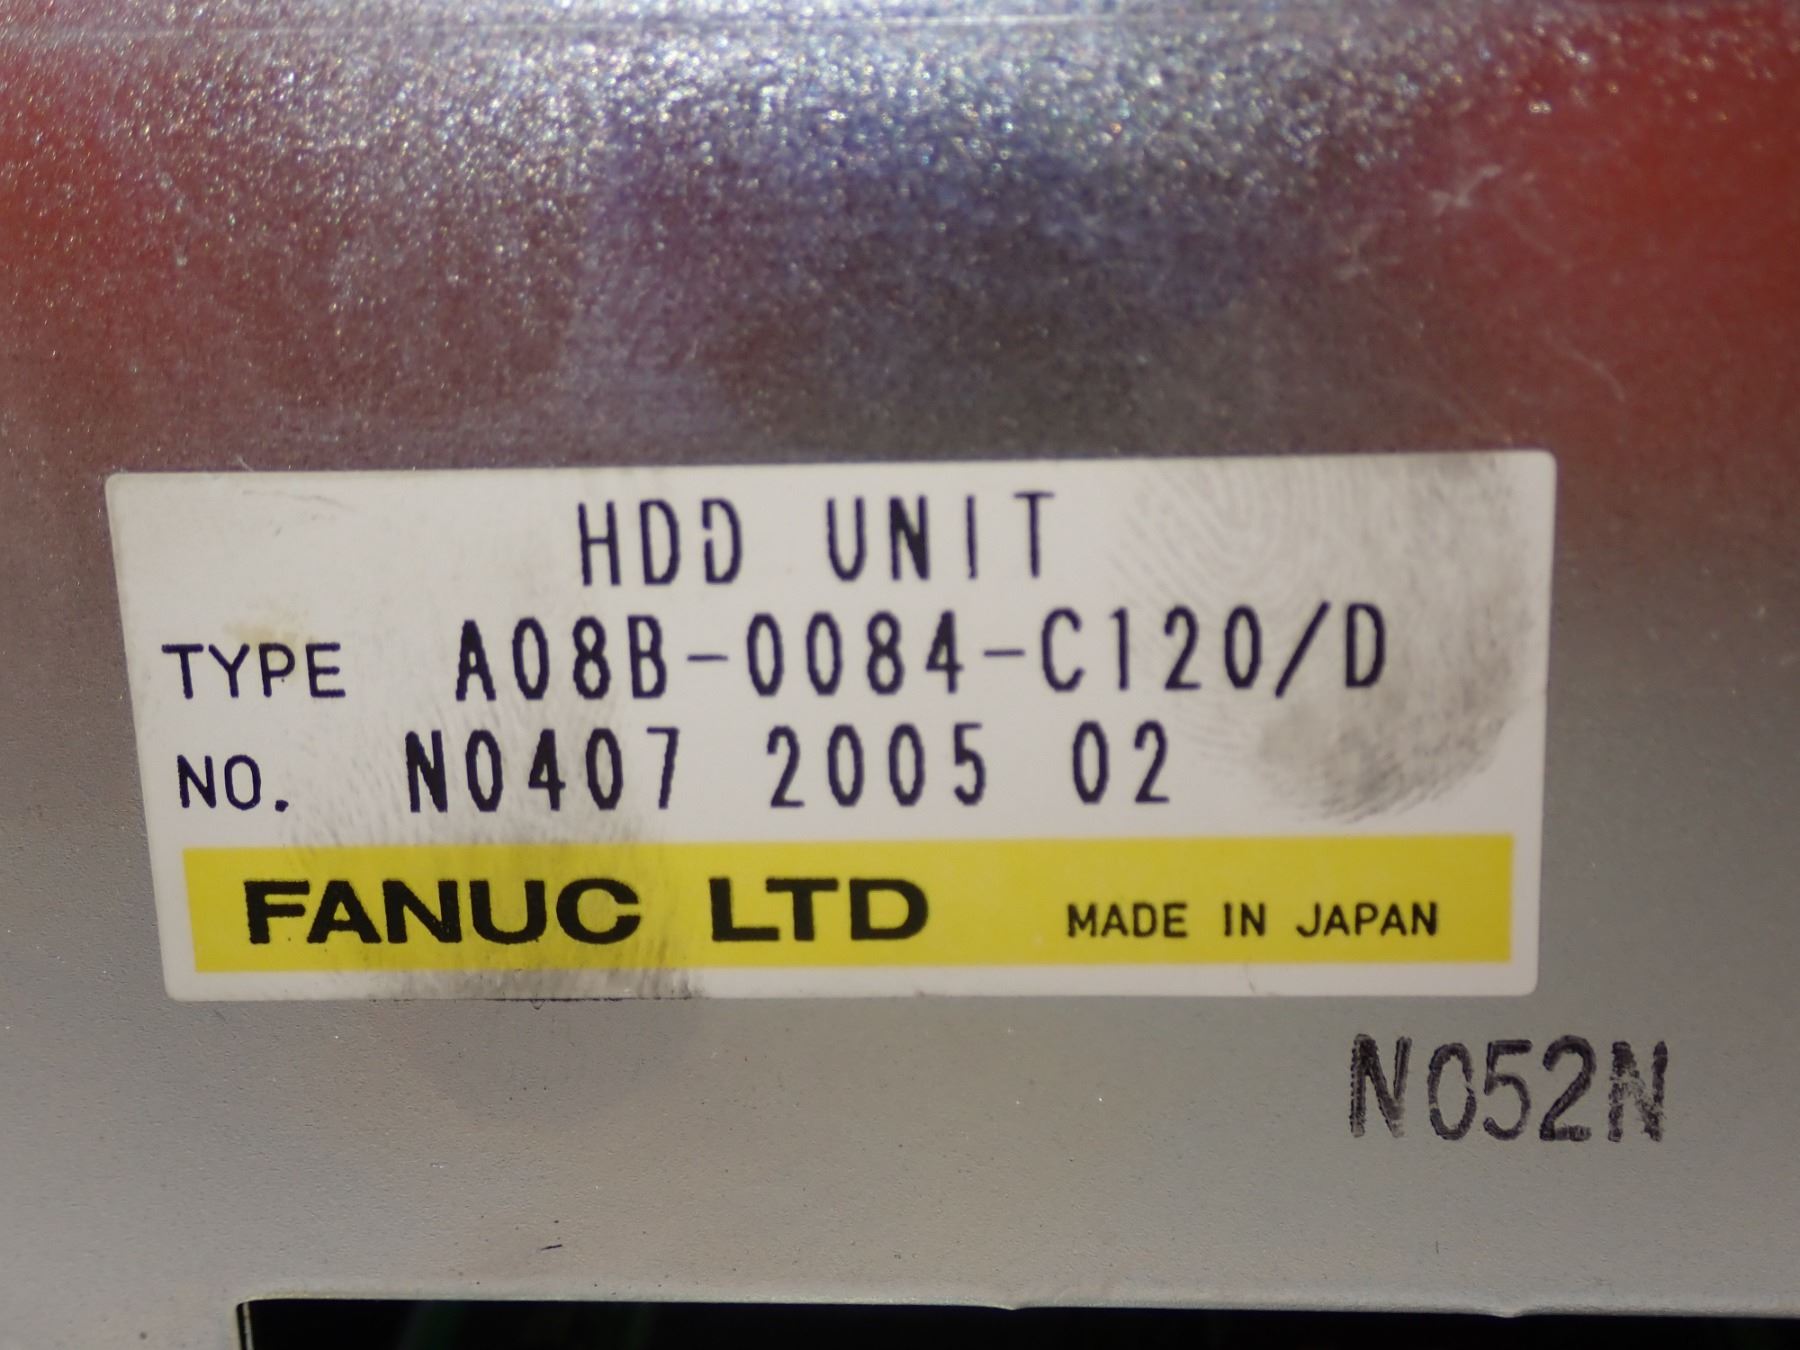 HDD UNIT
TYPE A08B-0084-C120/D
NO. N0407 2005 02
FANUC LTD MADE IN JAPAN
N052N